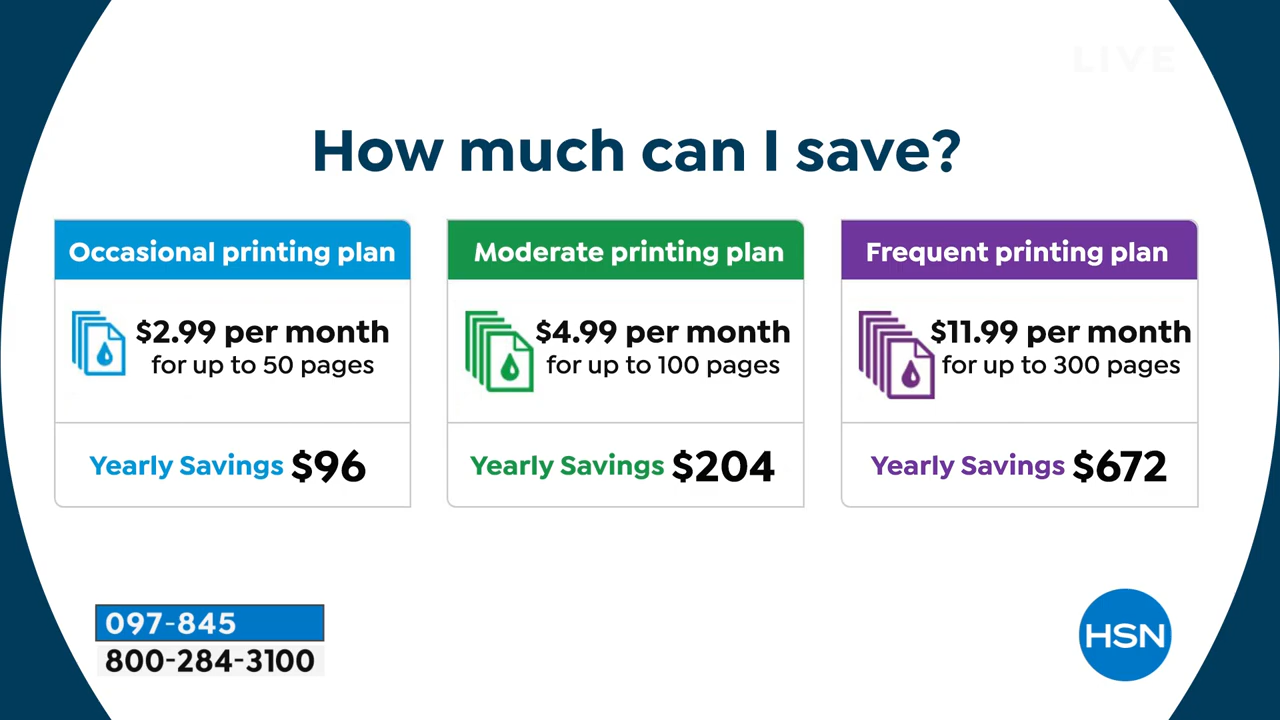 LIVE
How much can I save?
Occasional printing plan
$2.99 per month
for up to 50 pages
Yearly Savings $96
Moderate printing plan
$4.99 per month
for up to 100 pages
Yearly Savings $204
Frequent printing plan
$11.99 per month
for up to 300 pages
Yearly Savings $672
097-845
800-284-3100
HSN